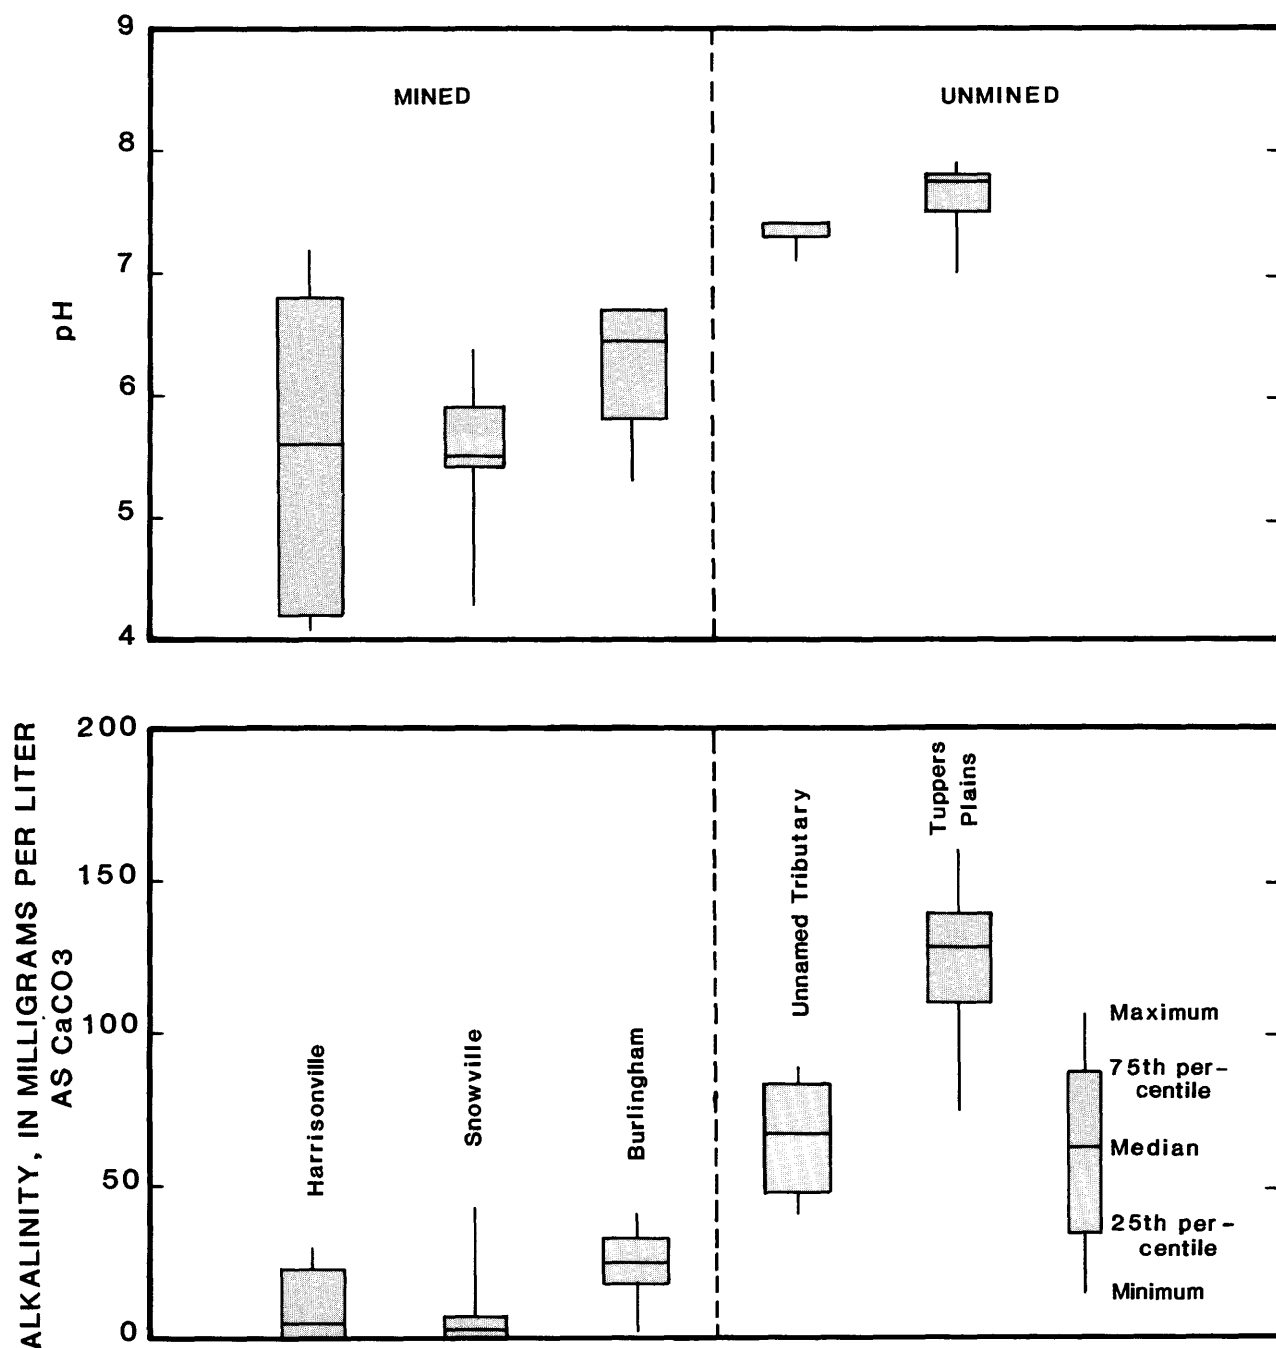 9
MINED
UNMINED
8
7
pH
6
5
4
ALKALINITY, IN MILLIGRAMS PER LITER
AS CaCO3
200
150
100
50
0
Harrisonville
Snowville
Burlingham
Unnamed Tributary
Tuppers
Plains
Maximum
75th per-
centile
Median
25th per-
centile
Minimum